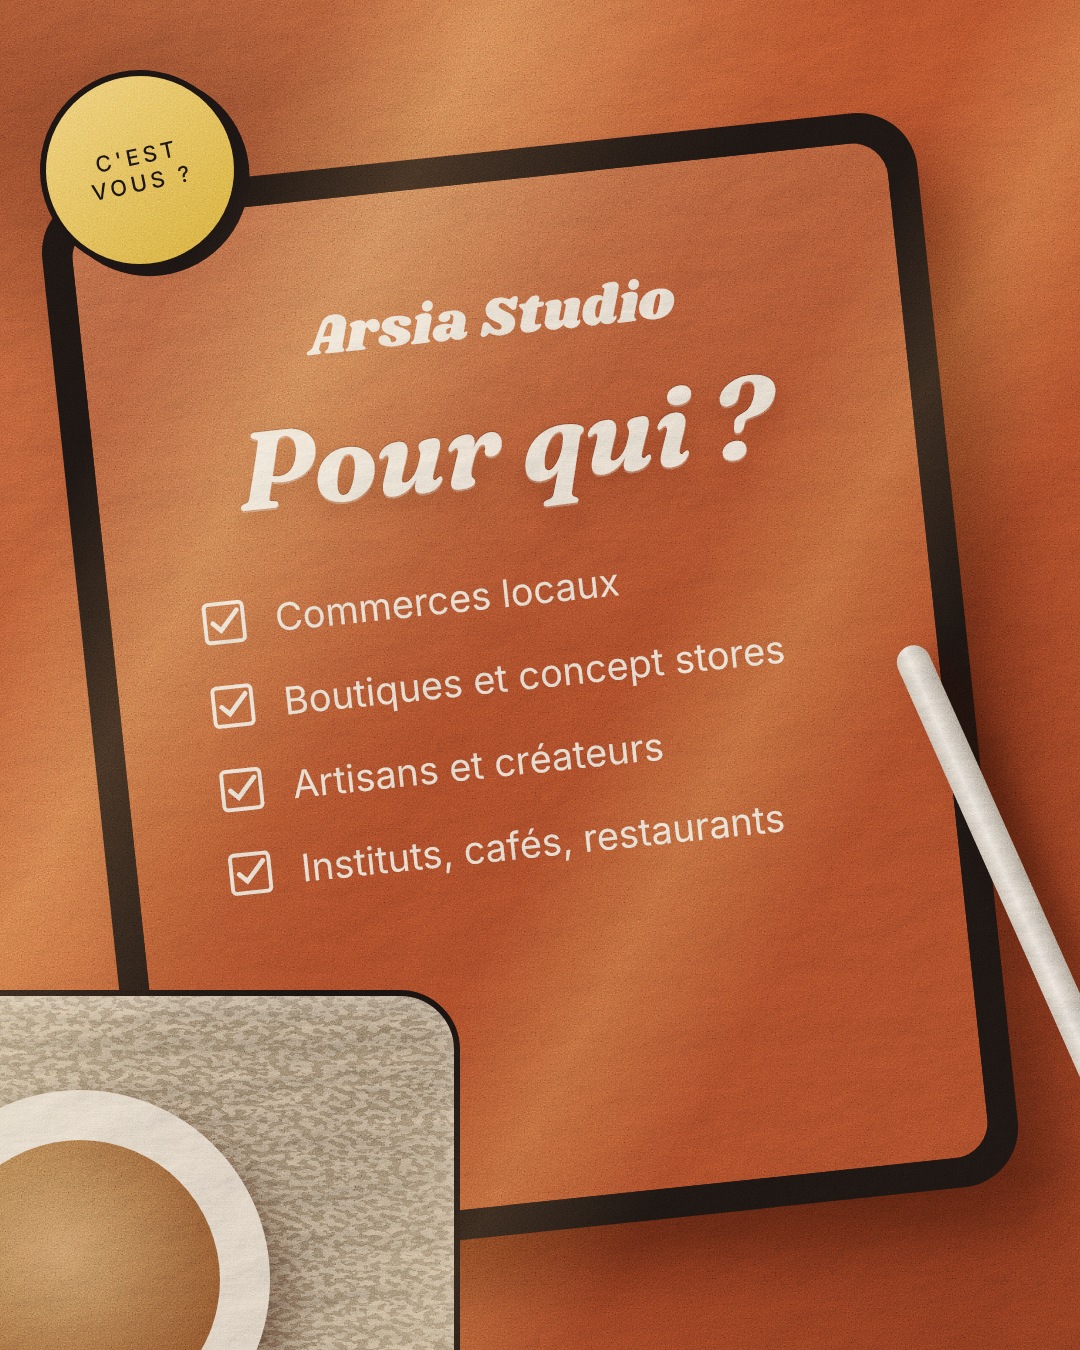 C'EST
VOUS ?
Arsia Studio
Pour qui ?
Commerces locaux
Boutiques et concept stores
Artisans et créateurs
Instituts, cafés, restaurants